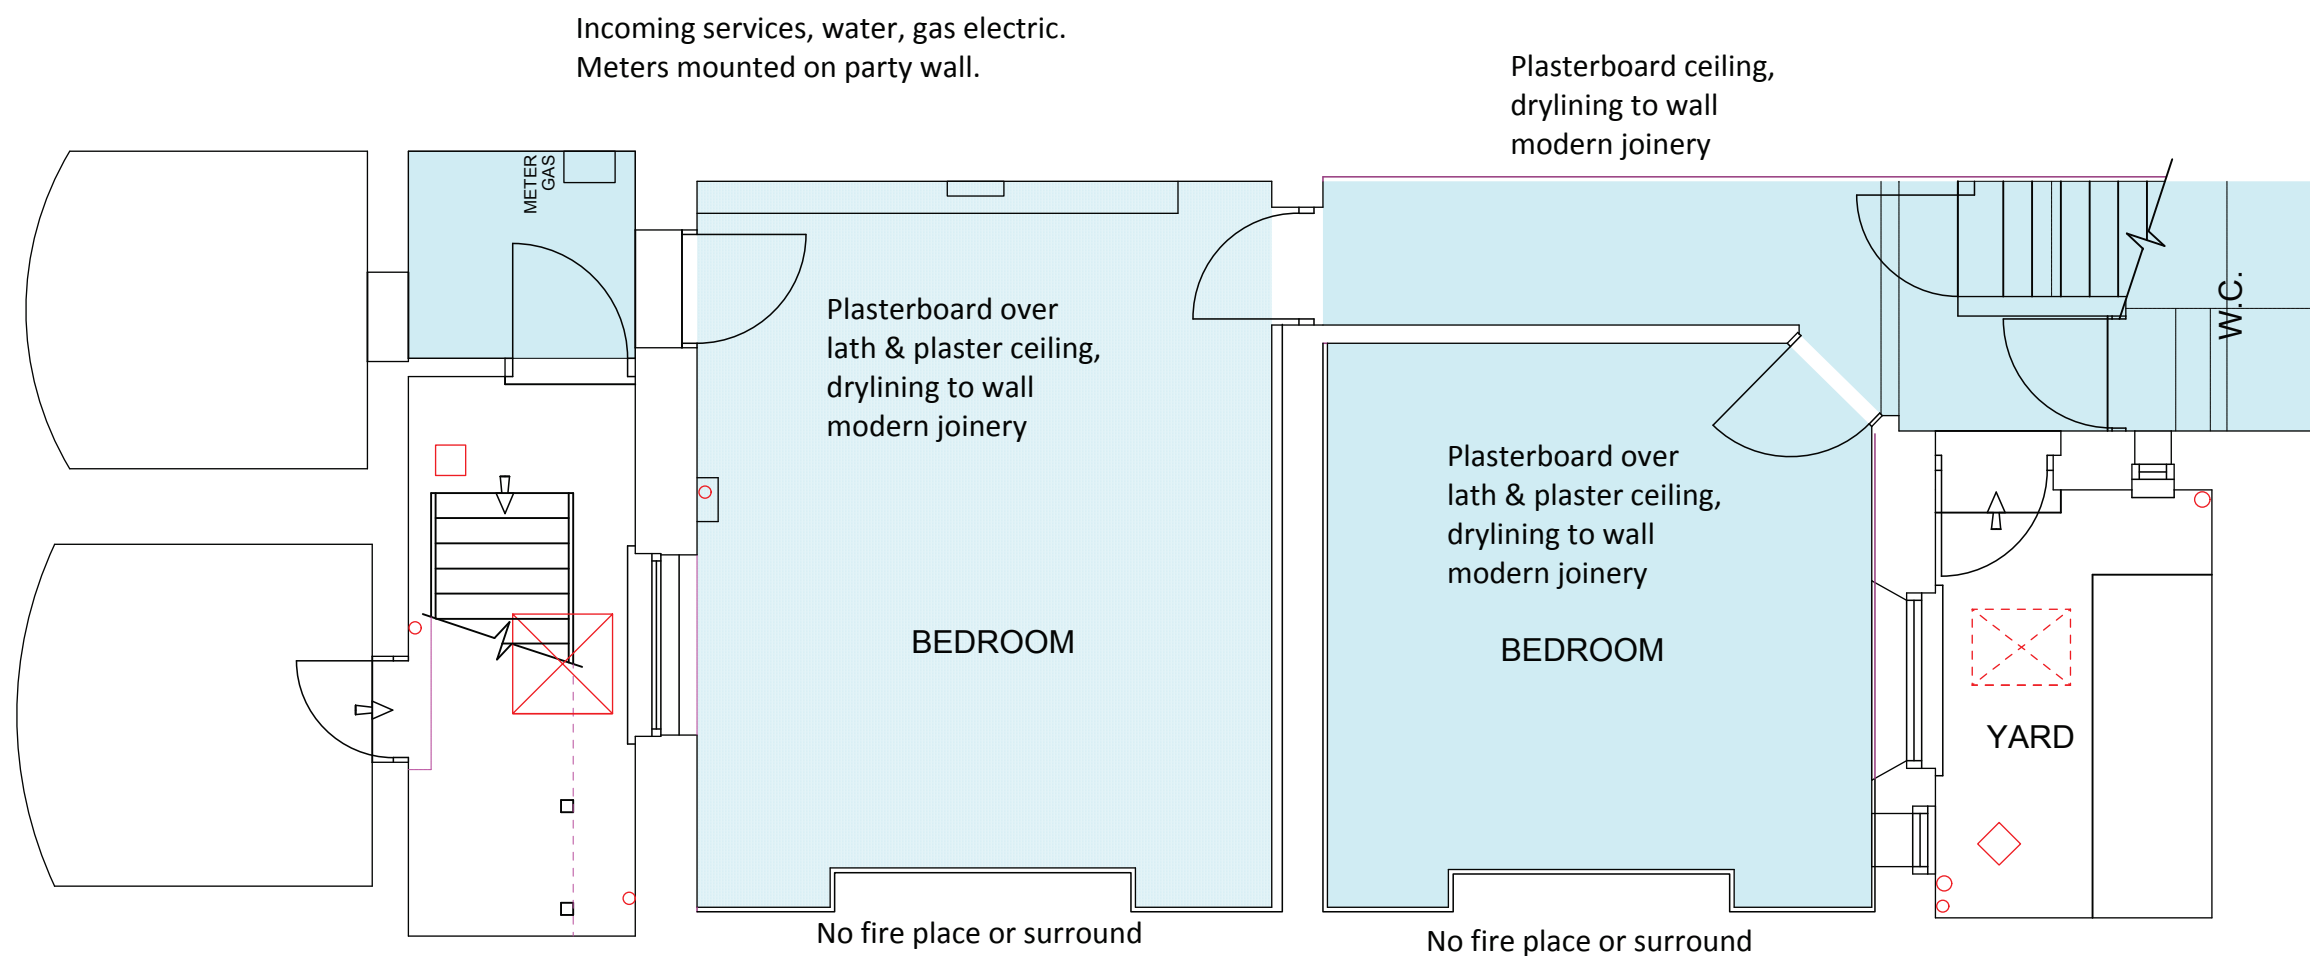 Incoming services, water, gas electric.
Meters mounted on party wall.
Plasterboard ceiling,
drylining to wall
modern joinery
METER
GAS
W.C.
Plasterboard over
lath & plaster ceiling,
drylining to wall
modern joinery
Plasterboard over
lath & plaster ceiling,
drylining to wall
modern joinery
BEDROOM
BEDROOM
YARD
No fire place or surround
No fire place or surround